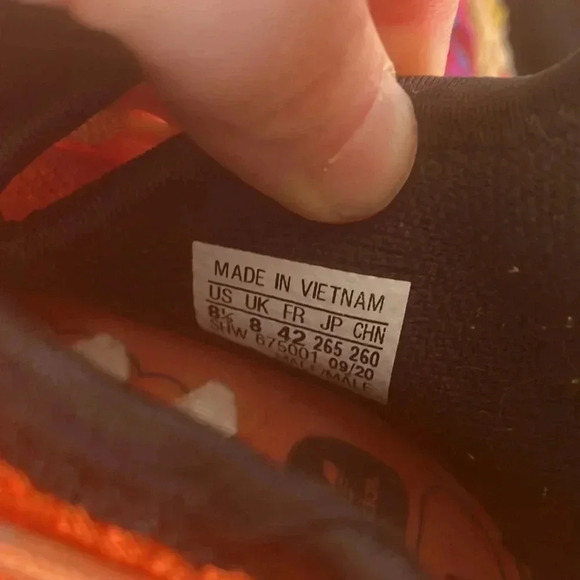 MADE IN VIETNAM
US UK FR JP CHN
8½ 8 42 265 260
SHW 675001 09/20